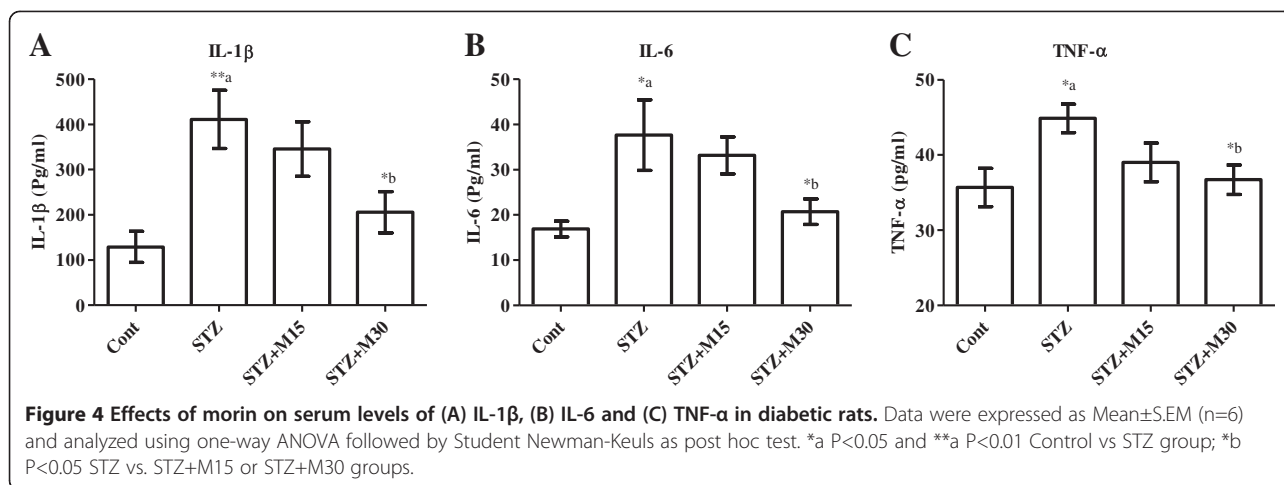 A
IL-1β
**a
*b
IL-1β (Pg/ml)
500
400
300
200
100
0
Cont
STZ
STZ+M15
STZ+M30
B
IL-6
*a
*b
IL-6 (Pg/ml)
50
40
30
20
10
0
Cont
STZ
STZ+M15
STZ+M30
C
TNF-α
*a
*b
TNF-α (pg/ml)
50
40
30
20
Cont
STZ
STZ+M15
STZ+M30
Figure 4 Effects of morin on serum levels of (A) IL-1β, (B) IL-6 and (C) TNF-α in diabetic rats. Data were expressed as Mean±S.EM (n=6)
and analyzed using one-way ANOVA followed by Student Newman-Keuls as post hoc test. *a P<0.05 and **a P<0.01 Control vs STZ group; *b
P<0.05 STZ vs. STZ+M15 or STZ+M30 groups.